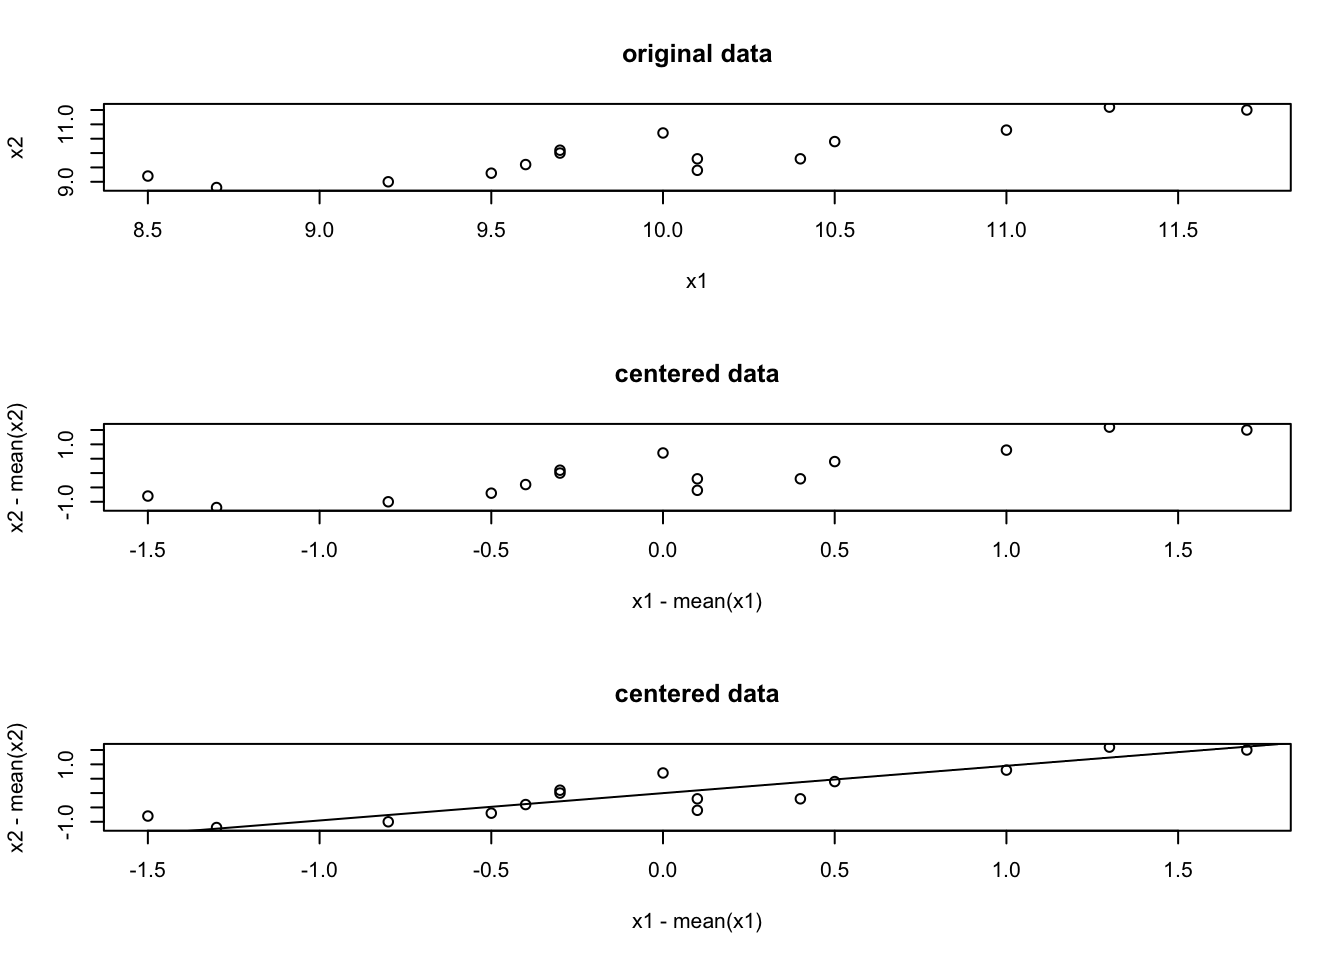 original data
x2
11.0
9.0
8.5 9.0 9.5 10.0 10.5 11.0 11.5
x1
centered data
x2 - mean(x2)
1.0
-1.0
-1.5 -1.0 -0.5 0.0 0.5 1.0 1.5
x1 - mean(x1)
centered data
x2 - mean(x2)
1.0
-1.0
-1.5 -1.0 -0.5 0.0 0.5 1.0 1.5
x1 - mean(x1)